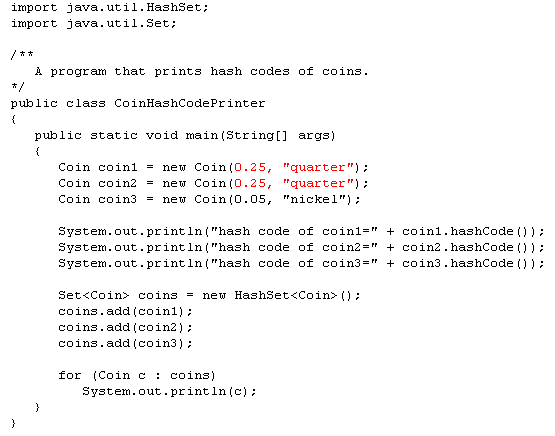 import java.util.HashSet;
import java.util.Set;
/**
A program that prints hash codes of coins.
*/
public class CoinHashCodePrinter
{
public static void main(String[] args)
{
Coin coin1 = new Coin(0.25, "quarter");
Coin coin2 = new Coin(0.25, "quarter");
Coin coin3 = new Coin(0.05, "nickel");
System.out.println("hash code of coin1=" + coin1.hashCode());
System.out.println("hash code of coin2=" + coin2.hashCode());
System.out.println("hash code of coin3=" + coin3.hashCode());
Set<Coin> coins = new HashSet<Coin>();
coins.add(coin1);
coins.add(coin2);
coins.add(coin3);
for (Coin c : coins)
System.out.println(c);
}
}